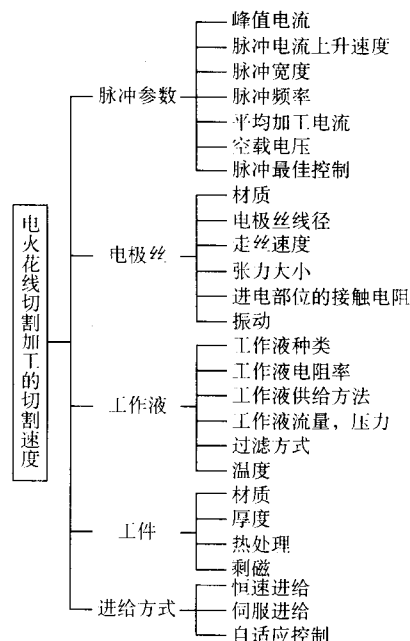 电火花线切割加工的切割速度
脉冲参数
峰值电流
脉冲电流上升速度
脉冲宽度
脉冲频率
平均加工电流
空载电压
脉冲最佳控制
电极丝
材质
电极丝线径
走丝速度
张力大小
进电部位的接触电阻
振动
工作液
工作液种类
工作液电阻率
工作液供给方法
工作液流量，压力
过滤方式
温度
工件
材质
厚度
热处理
剩磁
进给方式
恒速进给
伺服进给
自适应控制